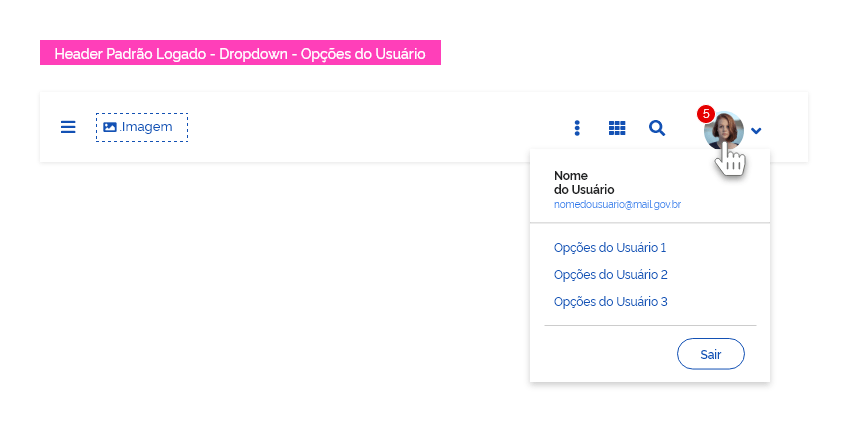 Header Padrão Logado - Dropdown - Opções do Usuário
.Imagem
5
Nome
do Usuário
nomedousuario@mail.gov.br
Opções do Usuário 1
Opções do Usuário 2
Opções do Usuário 3
Sair